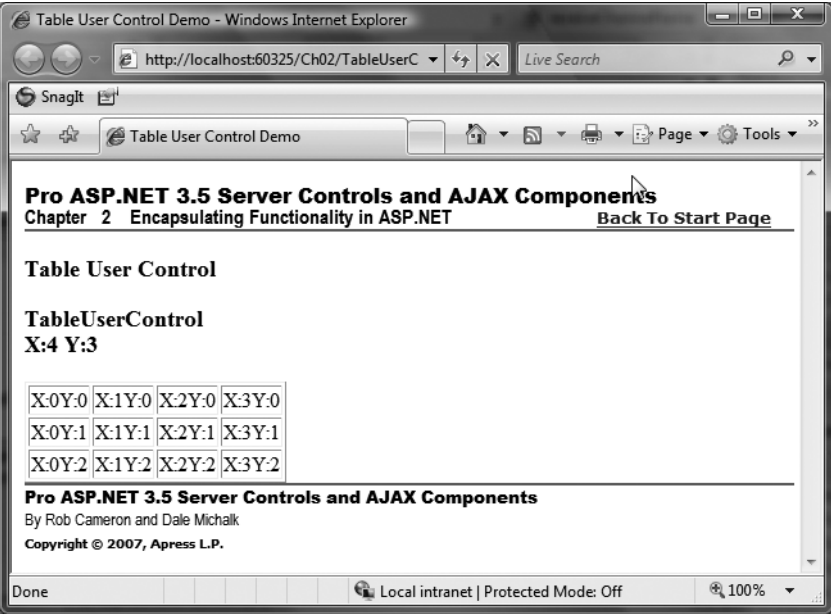 Table User Control Demo - Windows Internet Explorer
http://localhost:60325/Ch02/TableUserC
Live Search
SnagIt
Table User Control Demo
Page
Tools
Pro ASP.NET 3.5 Server Controls and AJAX Components
Chapter 2 Encapsulating Functionality in ASP.NET
Back To Start Page
Table User Control
TableUserControl
X:4 Y:3
X:0Y:0 X:1Y:0 X:2Y:0 X:3Y:0
X:0Y:1 X:1Y:1 X:2Y:1 X:3Y:1
X:0Y:2 X:1Y:2 X:2Y:2 X:3Y:2
Pro ASP.NET 3.5 Server Controls and AJAX Components
By Rob Cameron and Dale Michalk
Copyright © 2007, Apress L.P.
Done
Local intranet | Protected Mode: Off
100%